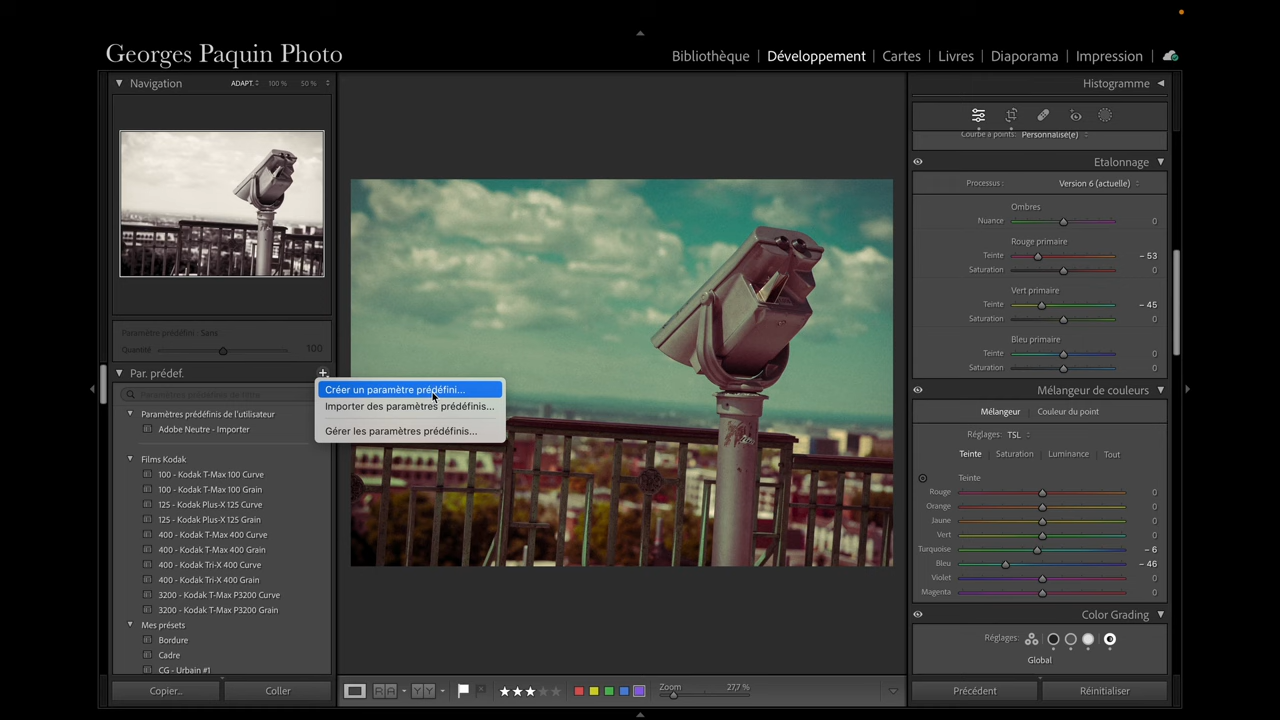 Georges Paquin Photo
Bibliothèque | Développement | Cartes | Livres | Diaporama | Impression
Navigation ADAPT. 100 % 50 %
Histogramme
Courbe à points: Personnalisé(e)
Etalonnage
Processus: Version 6 (actuelle)
Ombres
Nuance 0
Rouge primaire
Teinte – 53
Saturation 0
Vert primaire
Teinte – 45
Saturation 0
Bleu primaire
Teinte 0
Saturation 0
Paramètre prédéfini Sans
Quantité 100
Par. prédef. +
Créer un paramètre prédéfini...
Importer des paramètres prédéfinis...
Gérer les paramètres prédéfinis...
Paramètres prédéfinis de l'utilisateur
Adobe Neutre - Importer
Films Kodak
100 - Kodak T-Max 100 Curve
100 - Kodak T-Max 100 Grain
125 - Kodak Plus-X 125 Curve
125 - Kodak Plus-X 125 Grain
400 - Kodak T-Max 400 Curve
400 - Kodak T-Max 400 Grain
400 - Kodak Tri-X 400 Curve
400 - Kodak Tri-X 400 Grain
3200 - Kodak T-Max P3200 Curve
3200 - Kodak T-Max P3200 Grain
Mes présets
Bordure
Cadre
CG - Urbain #1
Mélangeur de couleurs
Mélangeur Couleur du point
Réglages: TSL
Teinte Saturation Luminance Tout
Teinte
Rouge 0
Orange 0
Jaune 0
Vert 0
Turquoise – 6
Bleu – 46
Violet 0
Magenta 0
Color Grading
Réglages:
Global
Copier... Coller
RA YY
Zoom 27,7 %
Précédent Réinitialiser